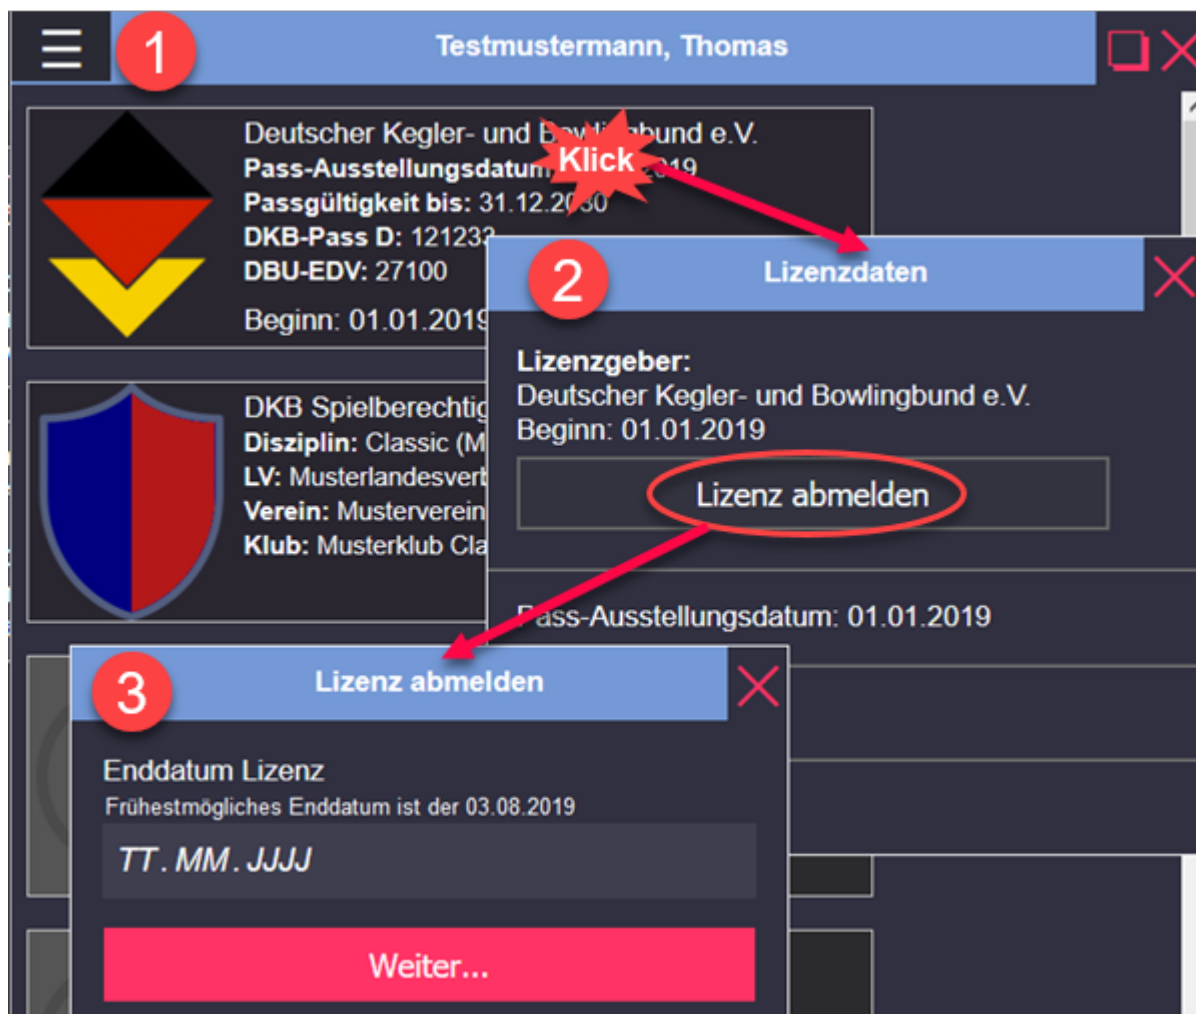 1
Testmustermann, Thomas
Deutscher Kegler- und Bowlingbund e.V.
Pass-Ausstellungsdatum 2019
Klick
Passgültigkeit bis: 31.12.2030
DKB-Pass D: 121233
DBU-EDV: 27100
Beginn: 01.01.2019
DKB Spielberechtig
Disziplin: Classic (M
LV: Musterlandesverb
Verein: Musterverein
Klub: Musterklub Cla
2
Lizenzdaten
Lizenzgeber:
Deutscher Kegler- und Bowlingbund e.V.
Beginn: 01.01.2019
Lizenz abmelden
Pass-Ausstellungsdatum: 01.01.2019
3
Lizenz abmelden
Enddatum Lizenz
Frühestmögliches Enddatum ist der 03.08.2019
TT.MM.JJJJ
Weiter...